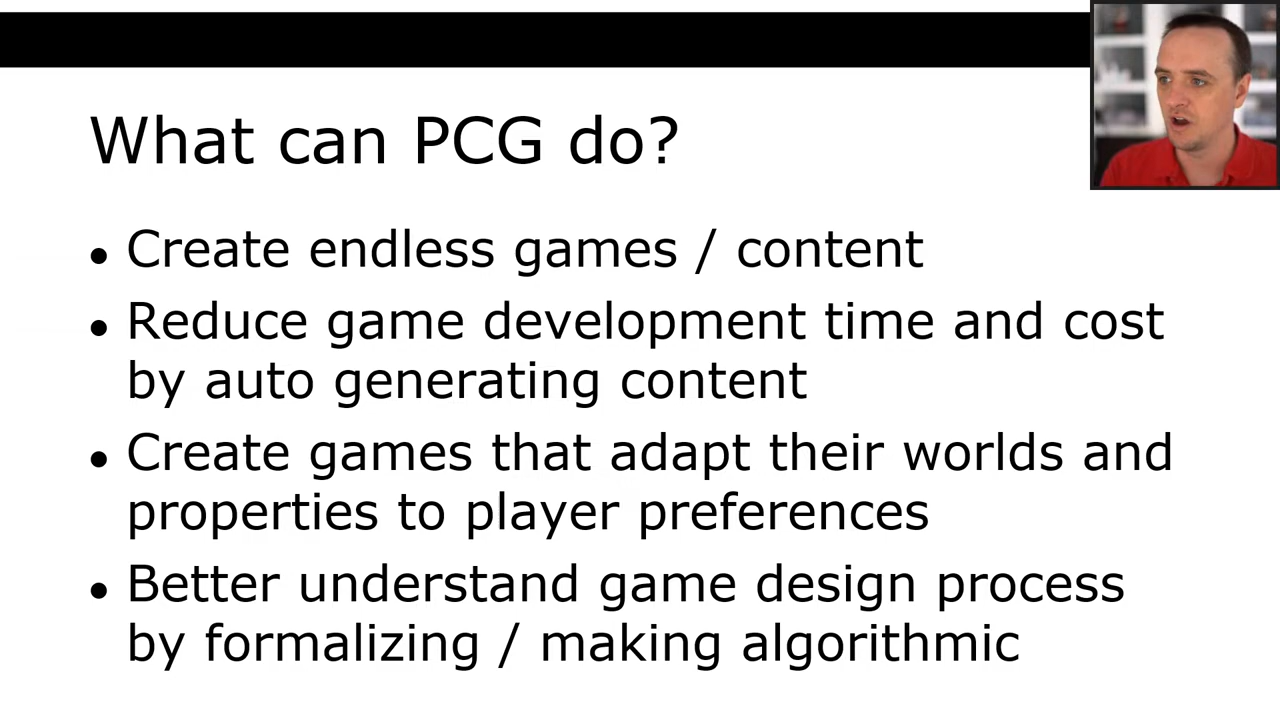 What can PCG do?
• Create endless games / content
• Reduce game development time and cost
by auto generating content
• Create games that adapt their worlds and
properties to player preferences
• Better understand game design process
by formalizing / making algorithmic